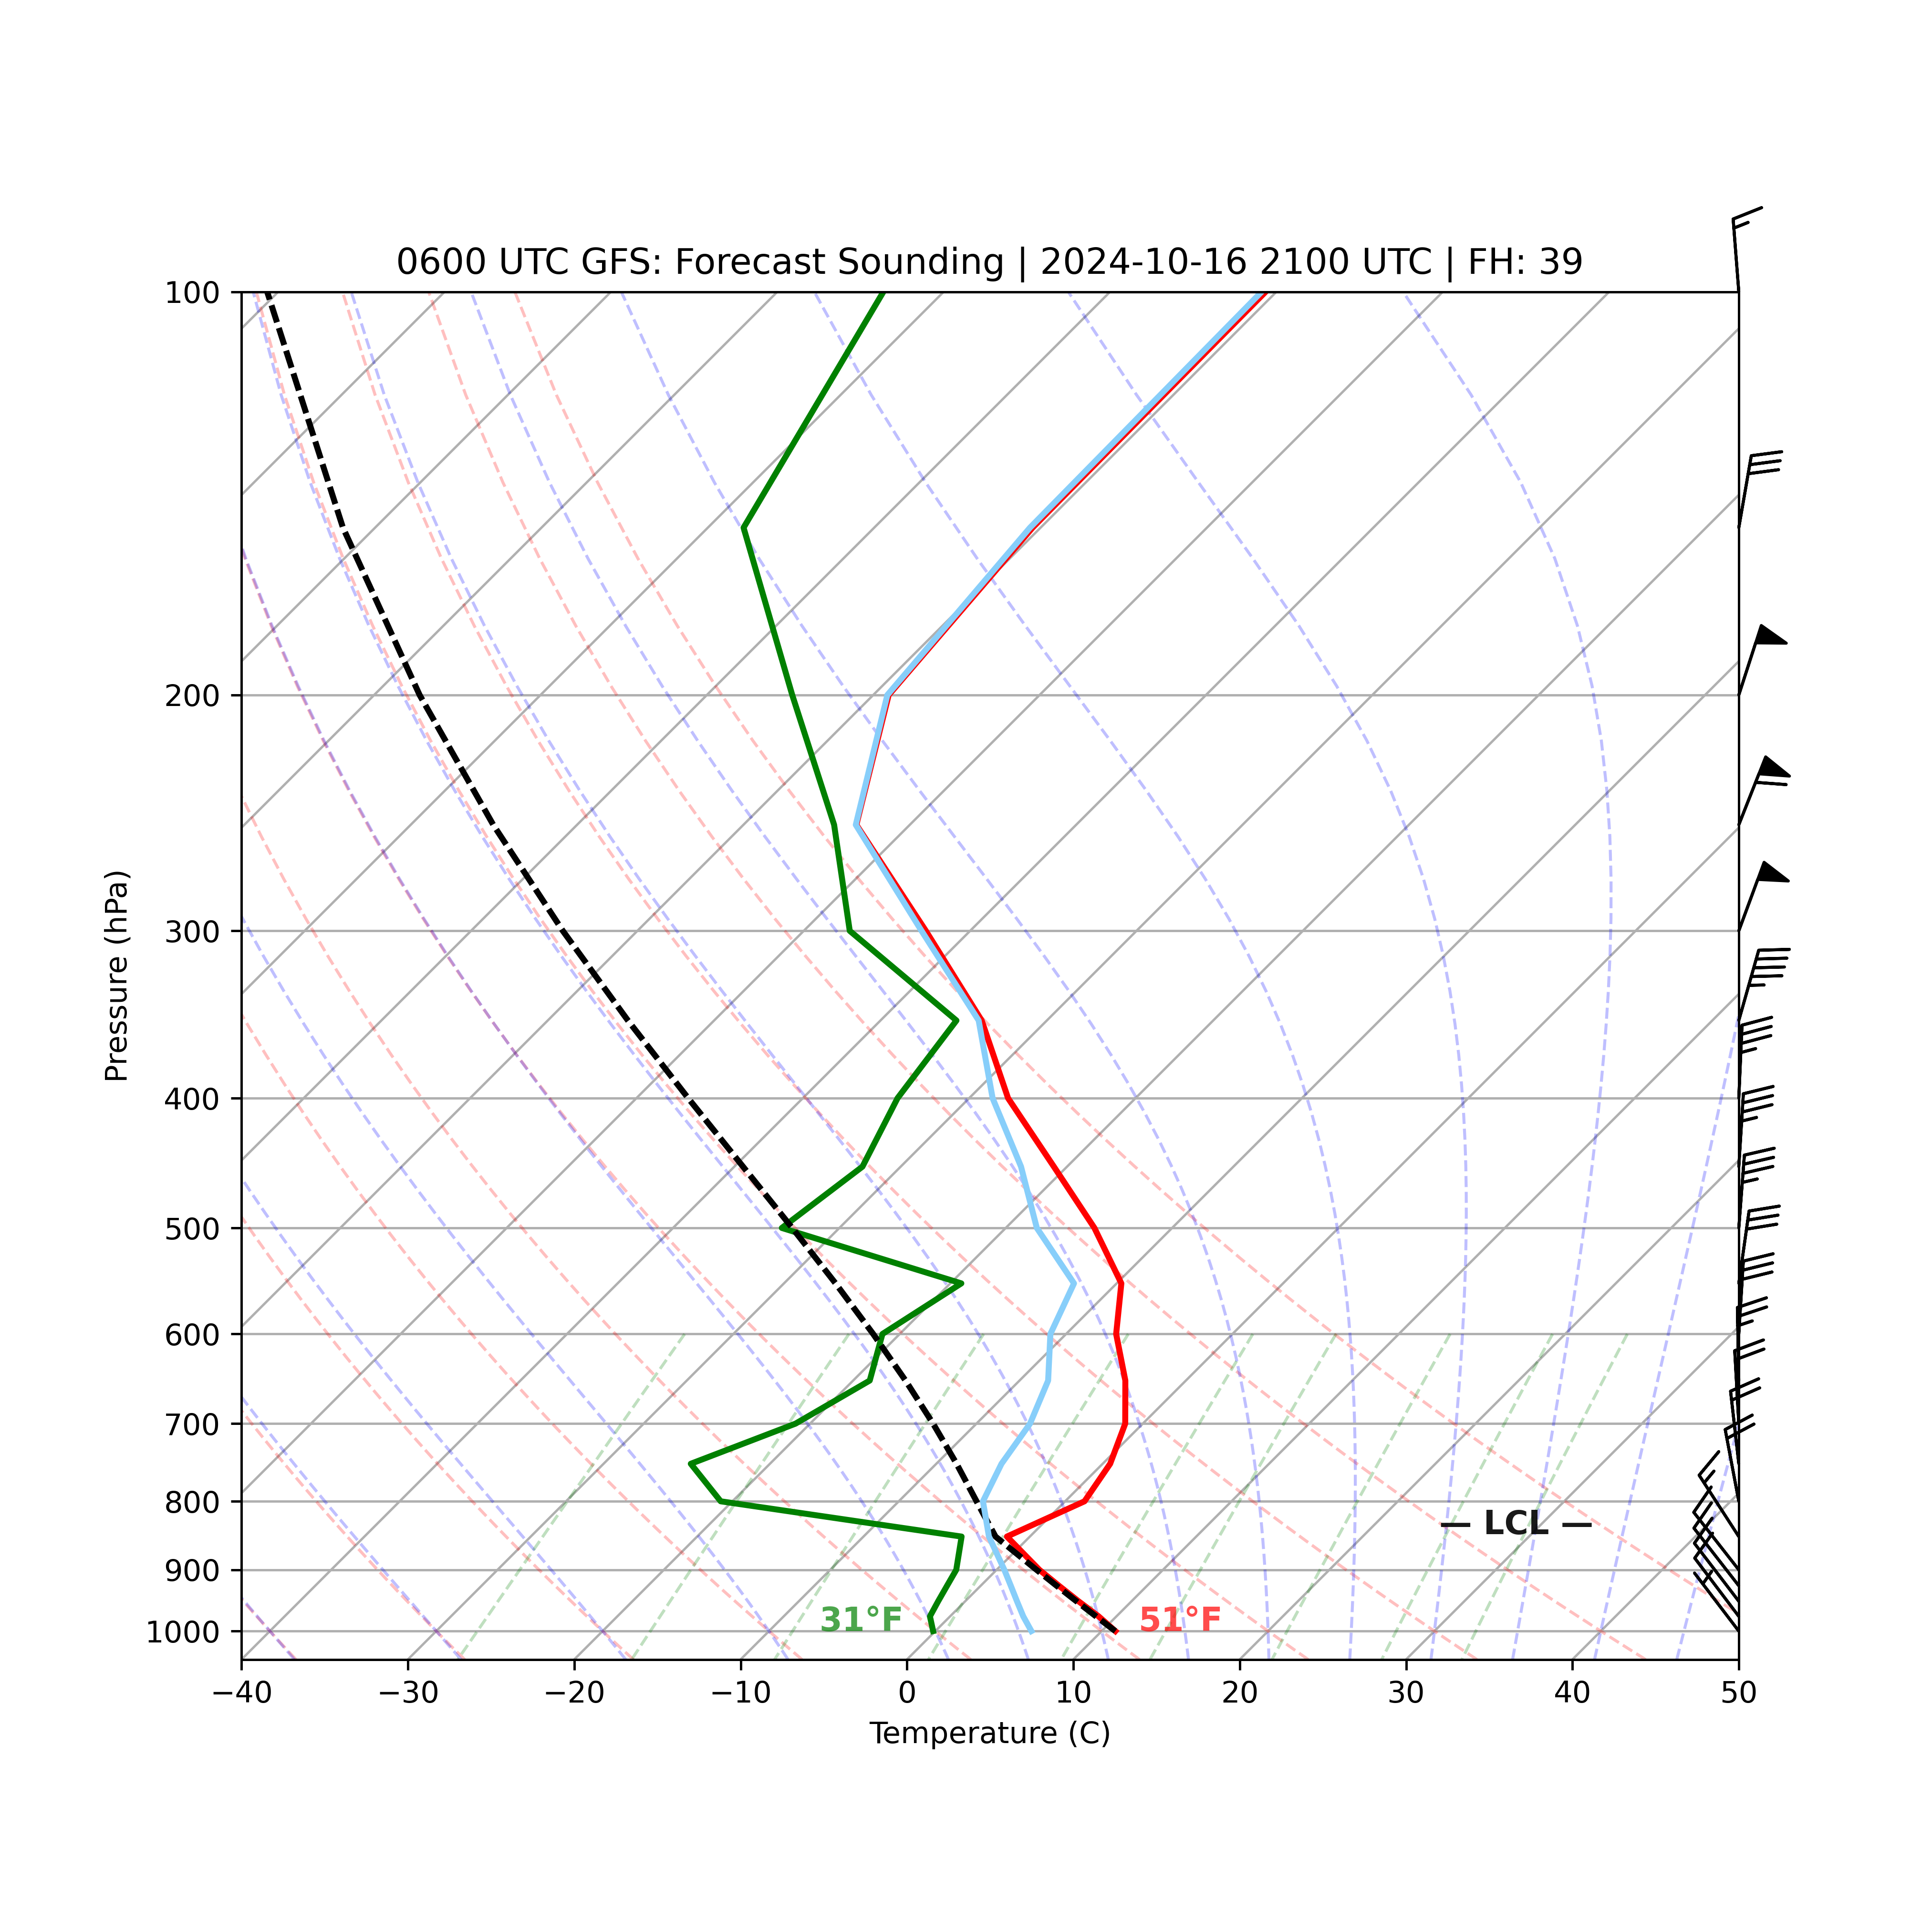 0600 UTC GFS: Forecast Sounding | 2024-10-16 2100 UTC | FH: 39
100
200
300
400
500
600
700
800
900
1000
Pressure (hPa)
— LCL —
31°F
51°F
−40 −30 −20 −10 0 10 20 30 40 50
Temperature (C)